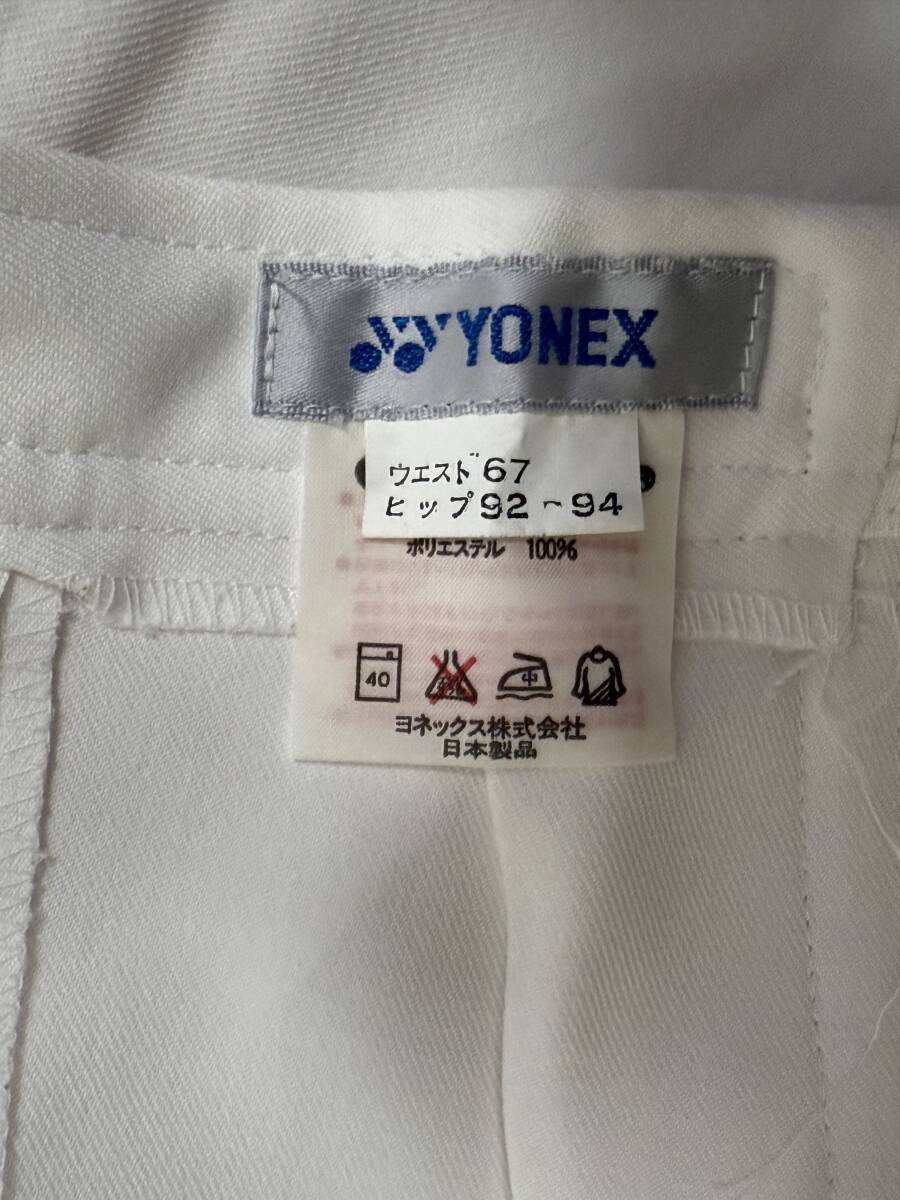 YONEX
ウエスト67
ヒップ92~94
ポリエステル 100%
40 中
ヨネックス株式会社
日本製品